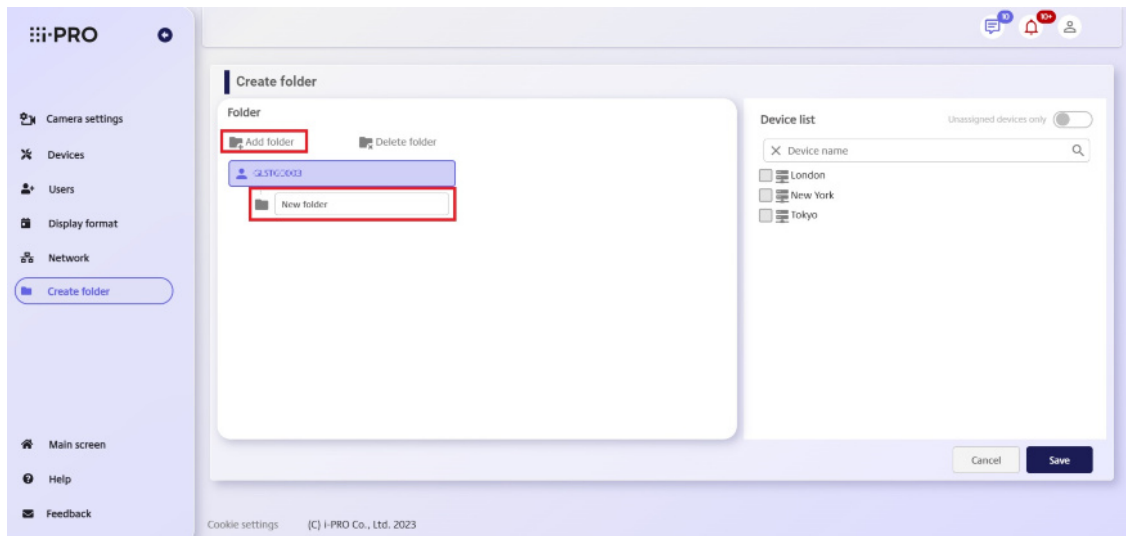 i-PRO
10
10+
Create folder
Camera settings
Devices
Users
Display format
Network
Create folder
Main screen
Help
Feedback
Folder
Add folder
Delete folder
New folder
Device list
Unassigned devices only
Device name
London
New York
Tokyo
Cancel
Save
Cookie settings
(C) i-PRO Co., Ltd. 2023